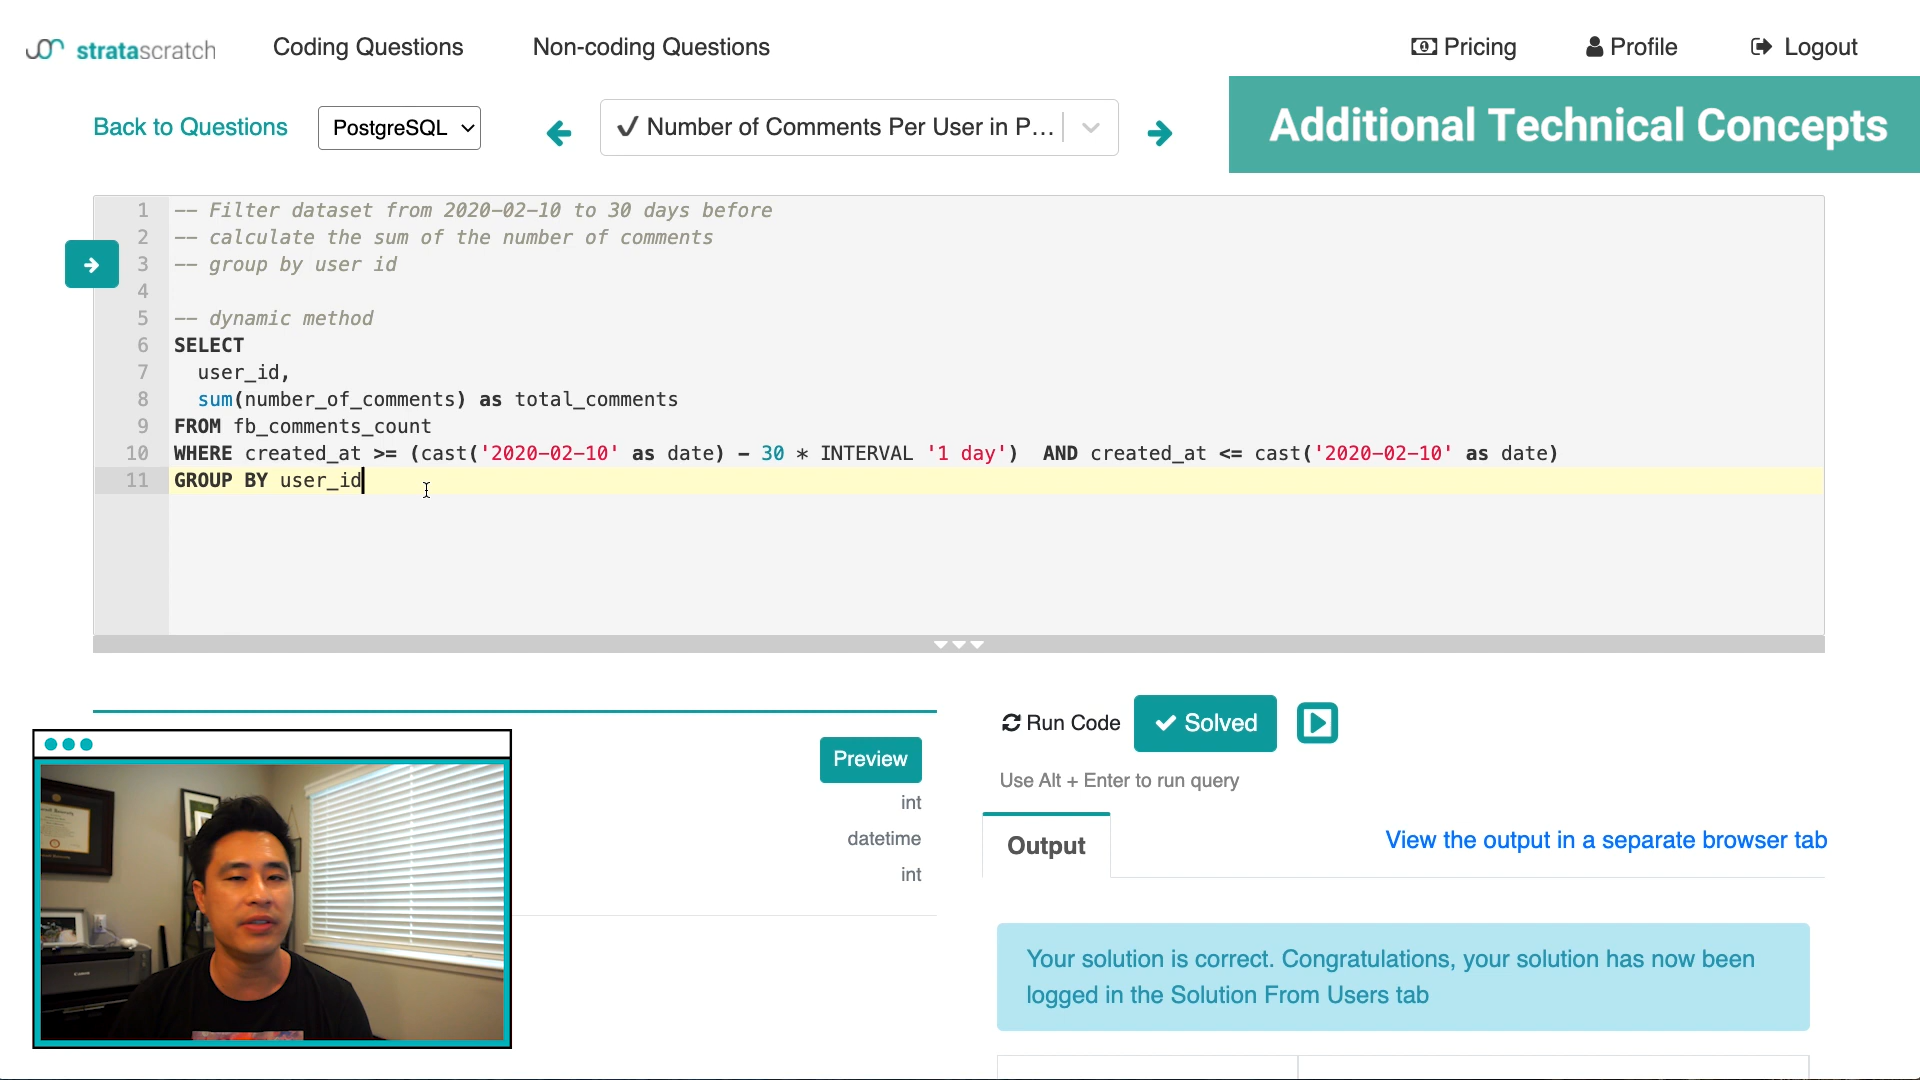 stratascratch
Coding Questions
Non-coding Questions
Pricing
Profile
Logout
Back to Questions
PostgreSQL
Number of Comments Per User in P...
Additional Technical Concepts
1 -- Filter dataset from 2020-02-10 to 30 days before
2 -- calculate the sum of the number of comments
3 -- group by user id
4
5 -- dynamic method
6 SELECT
7 user_id,
8 sum(number_of_comments) as total_comments
9 FROM fb_comments_count
10 WHERE created_at >= (cast('2020-02-10' as date) - 30 * INTERVAL '1 day') AND created_at <= cast('2020-02-10' as date)
11 GROUP BY user_id
Run Code
Solved
Preview
Use Alt + Enter to run query
int
datetime
int
Output
View the output in a separate browser tab
Your solution is correct. Congratulations, your solution has now been
logged in the Solution From Users tab